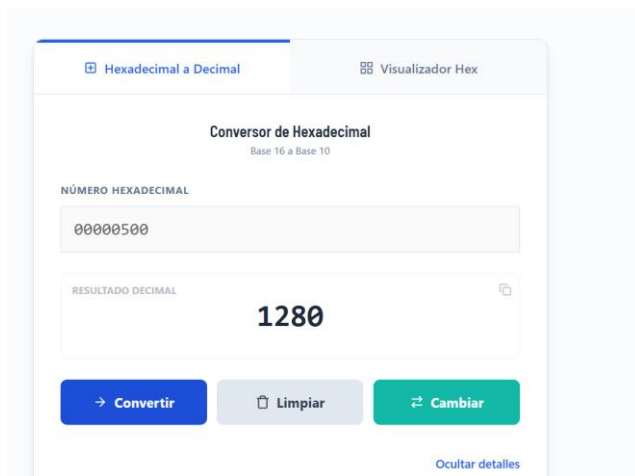 Hexadecimal a Decimal
Visualizador Hex
Conversor de Hexadecimal
Base 16 a Base 10
NÚMERO HEXADECIMAL
00000500
RESULTADO DECIMAL
1280
Convertir
Limpiar
Cambiar
Ocultar detalles